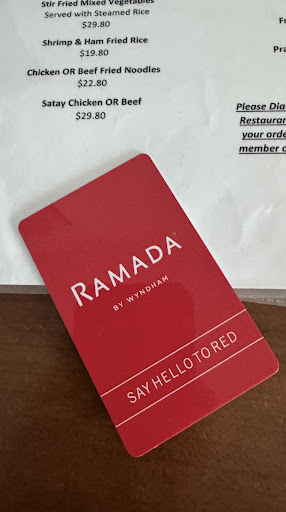 Stir Fried Mixed Vegetables
Served with Steamed Rice
$29.80
Shrimp & Ham Fried Rice
$19.80
Chicken OR Beef Fried Noodles
$22.80
Satay Chicken OR Beef
$29.80
Please Dia
Restauran
your orde
member o
RAMADA
BY WYNDHAM
SAY HELLO TO RED